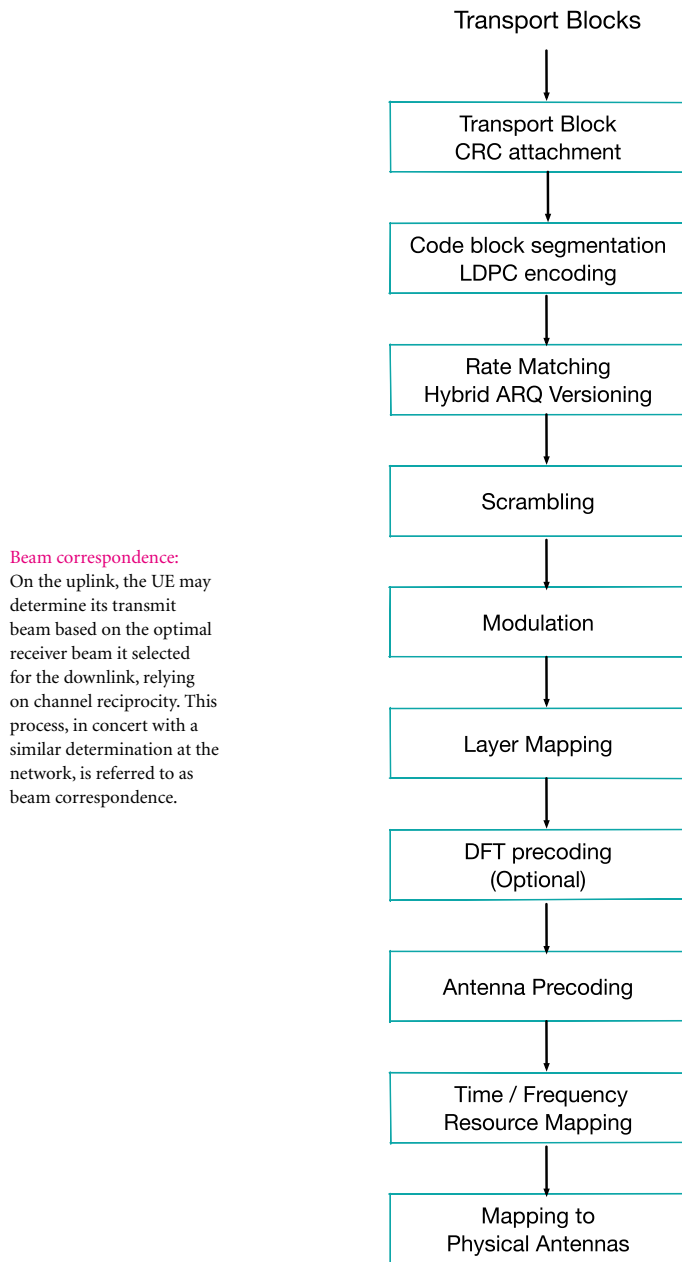 Transport Blocks
Transport Block
CRC attachment
Code block segmentation
LDPC encoding
Rate Matching
Hybrid ARQ Versioning
Scrambling
Beam correspondence:
On the uplink, the UE may
determine its transmit
beam based on the optimal
receiver beam it selected
for the downlink, relying
on channel reciprocity. This
process, in concert with a
similar determination at the
network, is referred to as
beam correspondence.
Modulation
Layer Mapping
DFT precoding
(Optional)
Antenna Precoding
Time / Frequency
Resource Mapping
Mapping to
Physical Antennas